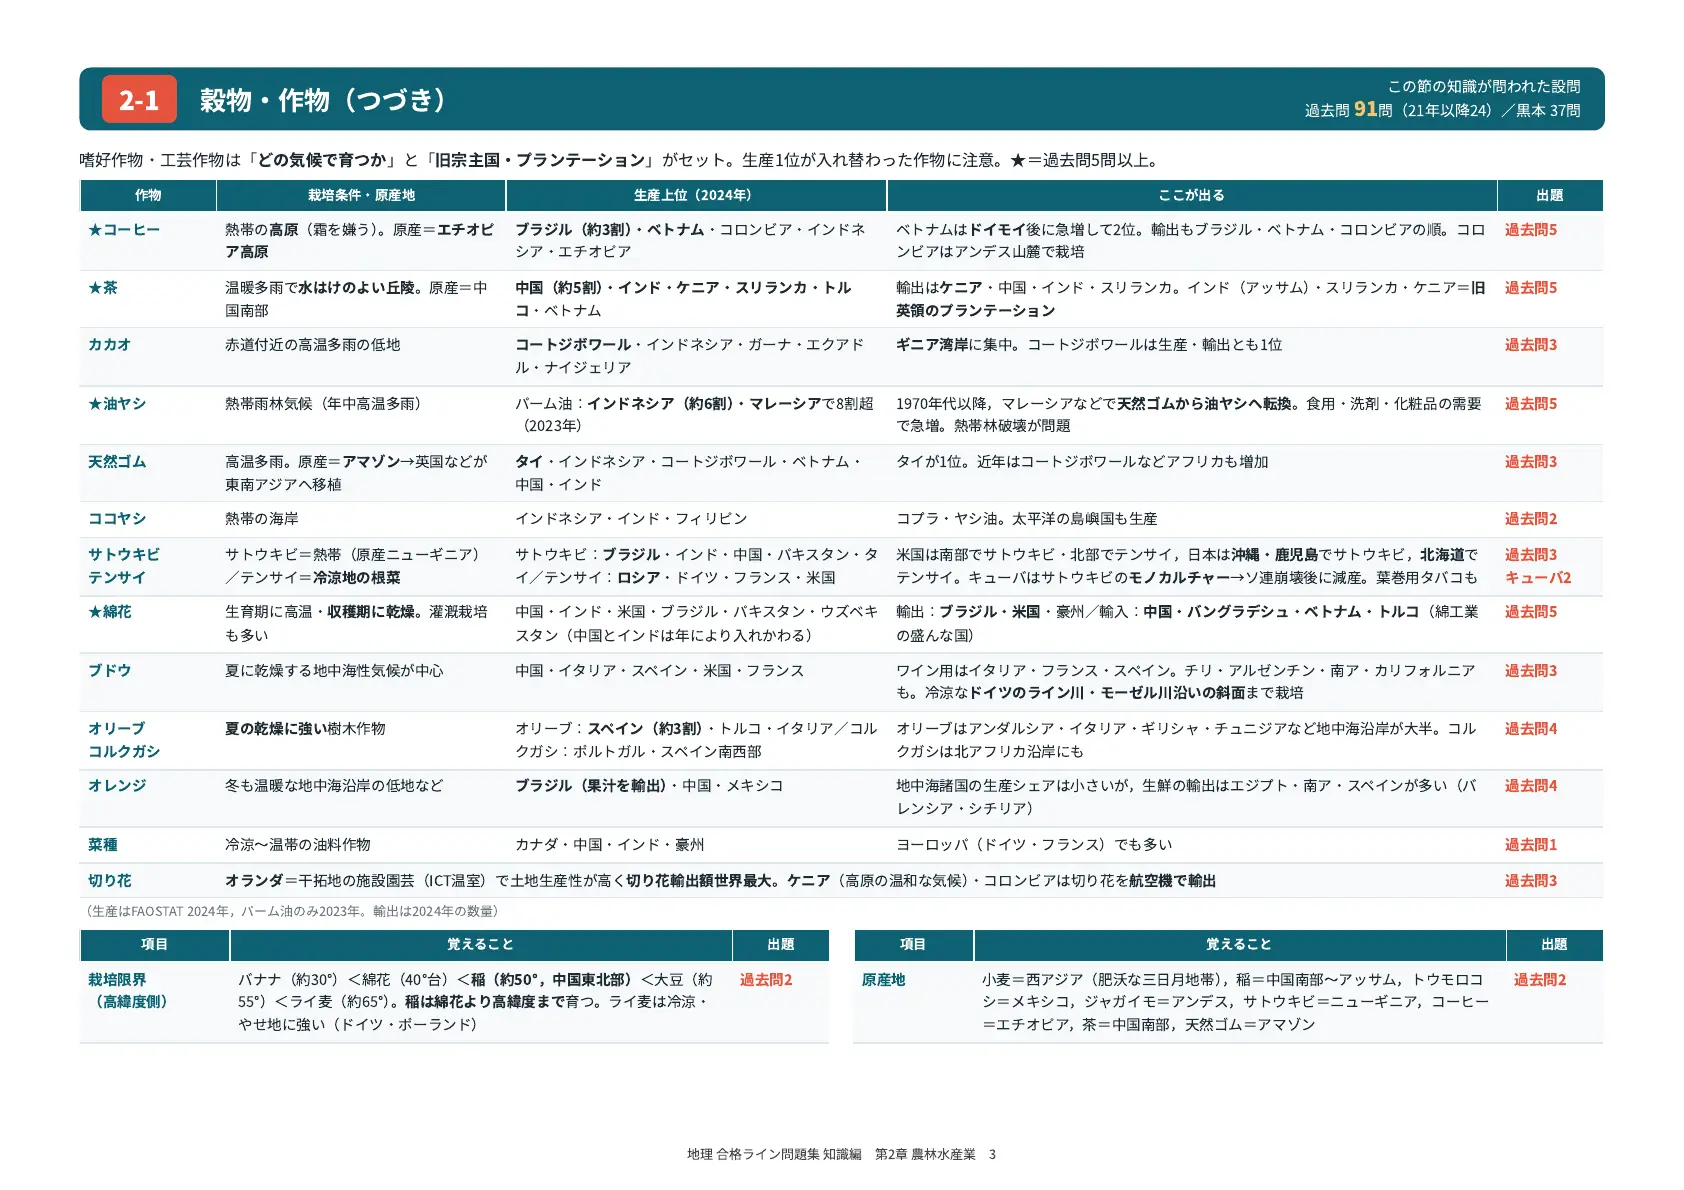 2-1 穀物・作物（つづき）
この節の知識が問われた設問
過去問 91問（21年以降24）／黒本 37問
嗜好作物・工芸作物は「どの気候で育つか」と「旧宗主国・プランテーション」がセット。生産1位が入れ替わった作物に注意。★＝過去問5問以上。
作物 栽培条件・原産地 生産上位（2024年） ここが出る 出題
★コーヒー 熱帯の高原（霜を嫌う）。原産＝エチオピ ブラジル（約3割）・ベトナム・コロンビア・インドネ ベトナムはドイモイ後に急増して2位。輸出もブラジル・ベトナム・コロンビアの順。コロ 過去問5
ア高原 シア・エチオピア ンビアはアンデス山麓で栽培
★茶 温暖多雨で水はけのよい丘陵。原産＝中 中国（約5割）・インド・ケニア・スリランカ・トル 輸出はケニア・中国・インド・スリランカ。インド（アッサム）・スリランカ・ケニア＝旧 過去問5
国南部 コ・ベトナム 英領のプランテーション
カカオ 赤道付近の高温多雨の低地 コートジボワール・インドネシア・ガーナ・エクアド ギニア湾岸に集中。コートジボワールは生産・輸出とも1位 過去問3
ル・ナイジェリア
★油ヤシ 熱帯雨林気候（年中高温多雨） パーム油：インドネシア（約6割）・マレーシアで8割超 1970年代以降，マレーシアなどで天然ゴムから油ヤシへ転換。食用・洗剤・化粧品の需要 過去問5
（2023年） で急増。熱帯林破壊が問題
天然ゴム 高温多雨。原産＝アマゾン→英国などが タイ・インドネシア・コートジボワール・ベトナム・ タイが1位。近年はコートジボワールなどアフリカも増加 過去問3
東南アジアへ移植 中国・インド
ココヤシ 熱帯の海岸 インドネシア・インド・フィリピン コプラ・ヤシ油。太平洋の島嶼国も生産 過去問2
サトウキビ サトウキビ＝熱帯（原産ニューギニア） サトウキビ：ブラジル・インド・中国・パキスタン・タ 米国は南部でサトウキビ・北部でテンサイ，日本は沖縄・鹿児島でサトウキビ，北海道で 過去問3
テンサイ ／テンサイ＝冷涼地の根菜 イ／テンサイ：ロシア・ドイツ・フランス・米国 テンサイ。キューバはサトウキビのモノカルチャー→ソ連崩壊後に減産。葉巻用タバコも キューバ2
★綿花 生育期に高温・収穫期に乾燥。灌漑栽培 中国・インド・米国・ブラジル・パキスタン・ウズベキ 輸出：ブラジル・米国・豪州／輸入：中国・バングラデシュ・ベトナム・トルコ（綿工業 過去問5
も多い スタン（中国とインドは年により入れかわる） の盛んな国）
ブドウ 夏に乾燥する地中海性気候が中心 中国・イタリア・スペイン・米国・フランス ワイン用はイタリア・フランス・スペイン。チリ・アルゼンチン・南ア・カリフォルニア 過去問3
も。冷涼なドイツのライン川・モーゼル川沿いの斜面まで栽培
オリーブ 夏の乾燥に強い樹木作物 オリーブ：スペイン（約3割）・トルコ・イタリア／コル オリーブはアンダルシア・イタリア・ギリシャ・チュニジアなど地中海沿岸が大半。コル 過去問4
コルクガシ クガシ：ポルトガル・スペイン南西部 クガシは北アフリカ沿岸にも
オレンジ 冬も温暖な地中海沿岸の低地など ブラジル（果汁を輸出）・中国・メキシコ 地中海諸国の生産シェアは小さいが，生鮮の輸出はエジプト・南ア・スペインが多い（バ 過去問4
レンシア・シチリア）
菜種 冷涼～温帯の油料作物 カナダ・中国・インド・豪州 ヨーロッパ（ドイツ・フランス）でも多い 過去問1
切り花 オランダ＝干拓地の施設園芸（ICT温室）で土地生産性が高く切り花輸出額世界最大。ケニア（高原の温和な気候）・コロンビアは切り花を航空機で輸出 過去問3
（生産はFAOSTAT 2024年，パーム油のみ2023年。輸出は2024年の数量）
項目 覚えること 出題
栽培限界 バナナ（約30°）＜綿花（40°台）＜稲（約50°，中国東北部）＜大豆（約 過去問2
（高緯度側） 55°）＜ライ麦（約65°）。稲は綿花より高緯度まで育つ。ライ麦は冷涼・
やせ地に強い（ドイツ・ポーランド）
項目 覚えること 出題
原産地 小麦＝西アジア（肥沃な三日月地帯），稲＝中国南部～アッサム，トウモロコ 過去問2
シ＝メキシコ，ジャガイモ＝アンデス，サトウキビ＝ニューギニア，コーヒー
＝エチオピア，茶＝中国南部，天然ゴム＝アマゾン
地理 合格ライン問題集 知識編 第2章 農林水産業 3